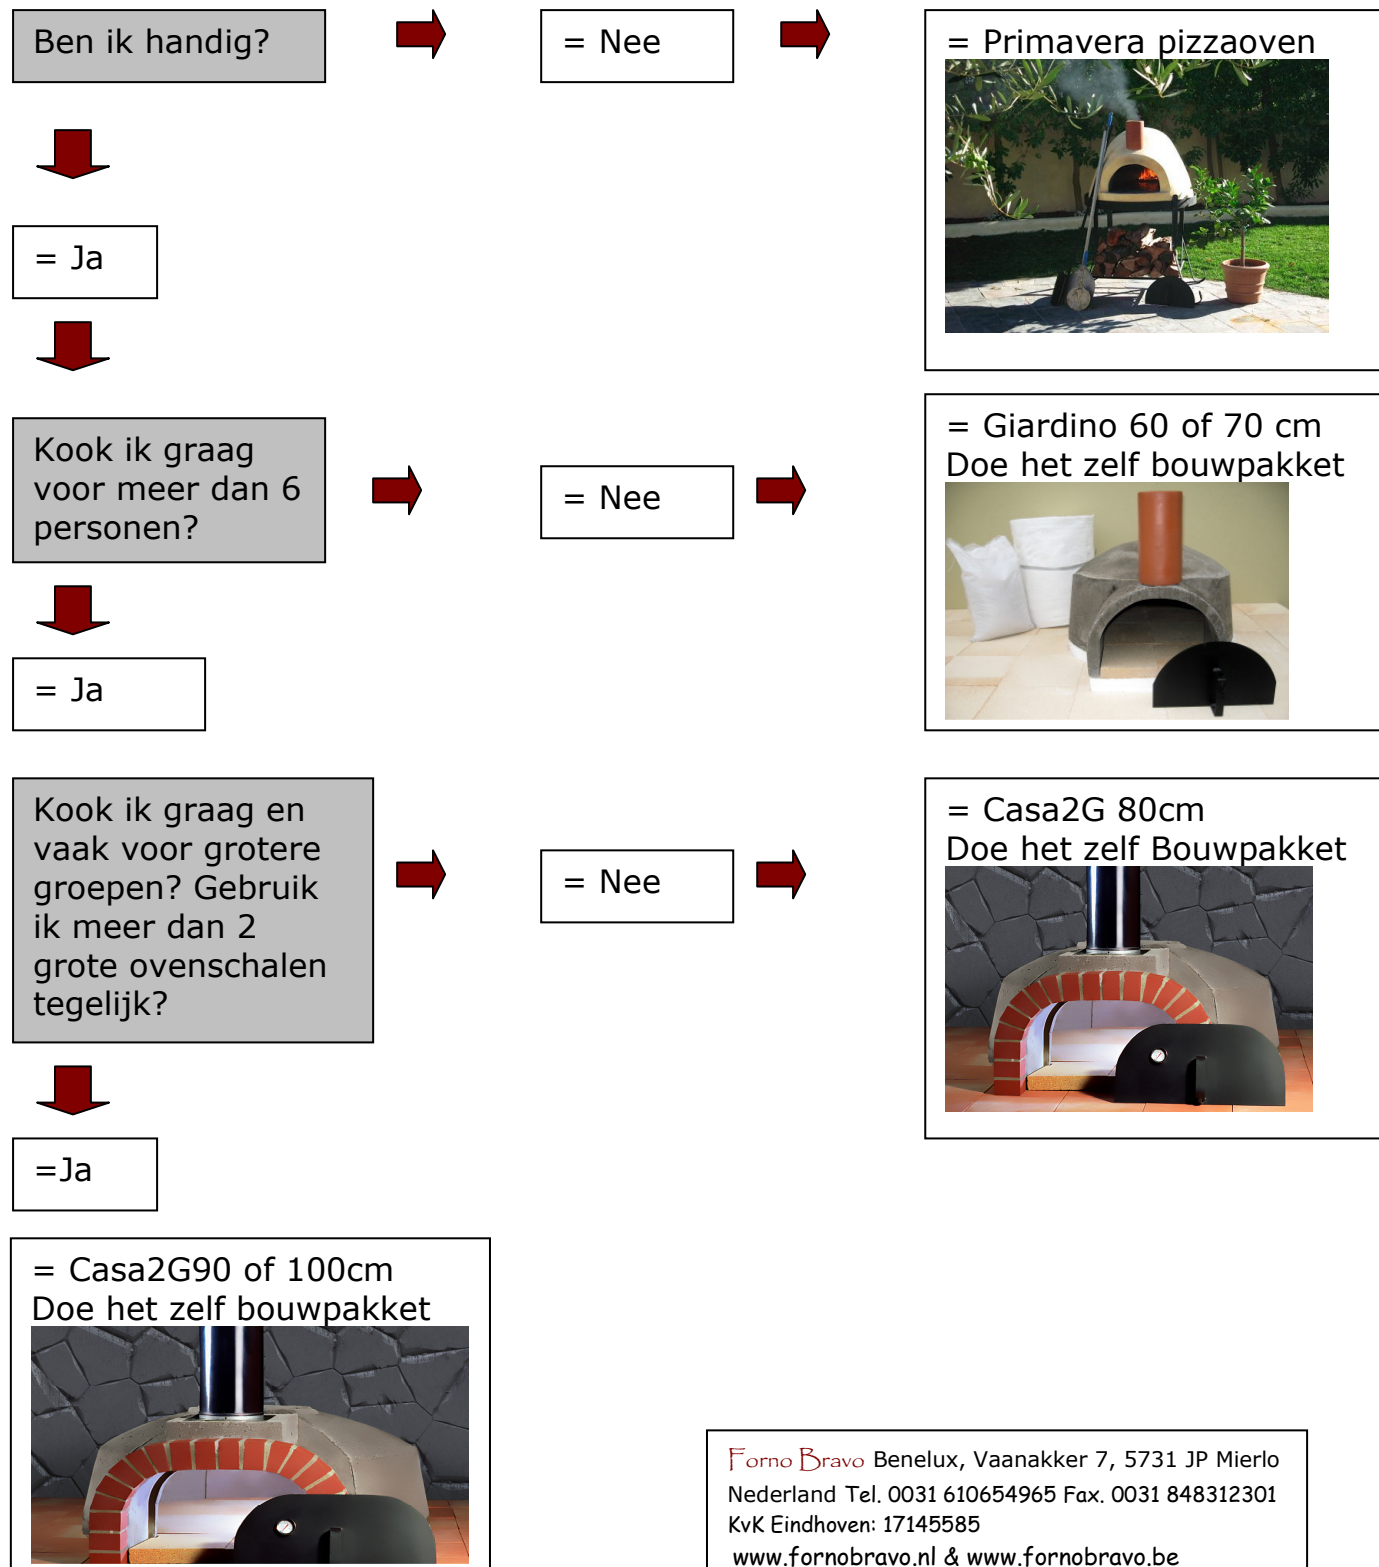 Ben ik handig?
= Nee
= Primavera pizzaoven
= Ja
Kook ik graag
voor meer dan 6
personen?
= Nee
= Giardino 60 of 70 cm
Doe het zelf bouwpakket
= Ja
Kook ik graag en
vaak voor grotere
groepen? Gebruik
ik meer dan 2
grote ovenschalen
tegelijk?
= Nee
= Casa2G 80cm
Doe het zelf Bouwpakket
=Ja
= Casa2G90 of 100cm
Doe het zelf bouwpakket
Forno Bravo Benelux, Vaanakker 7, 5731 JP Mierlo
Nederland Tel. 0031 610654965 Fax. 0031 848312301
KvK Eindhoven: 17145585
www.fornobravo.nl & www.fornobravo.be